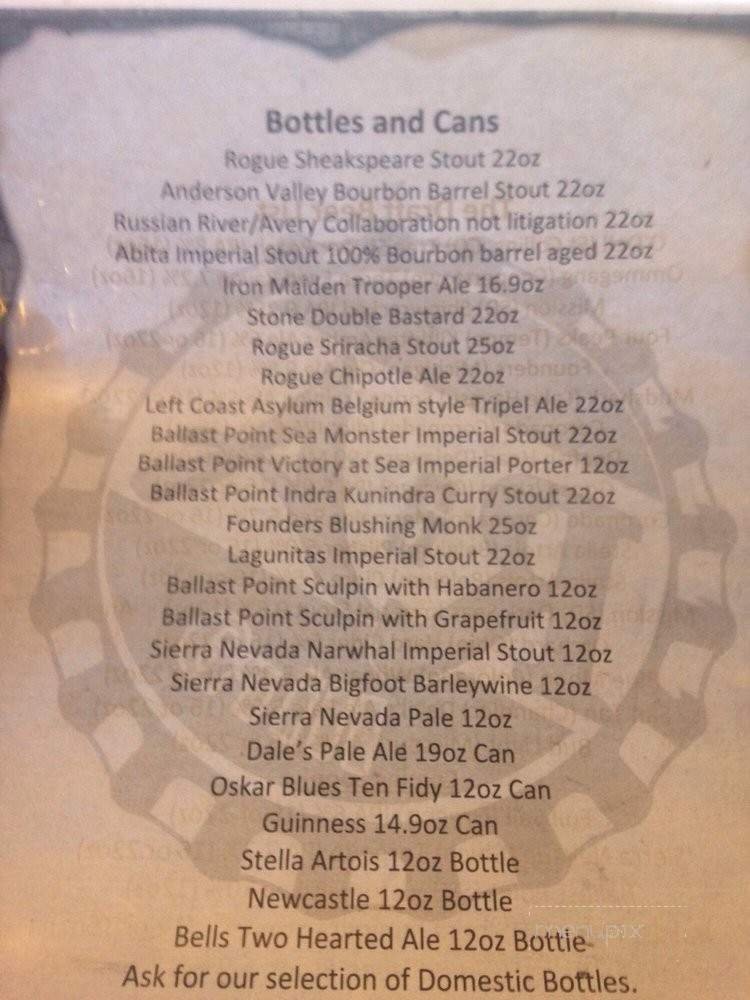 Bottles and Cans
Rogue Sheakspeare Stout 22oz
Anderson Valley Bourbon Barrel Stout 22oz
Russian River/Avery Collaboration not litigation 22oz
Abita Imperial Stout 100% Bourbon barrel aged 22oz
Iron Maiden Trooper Ale 16.9oz
Stone Double Bastard 22oz
Rogue Sriracha Stout 25oz
Rogue Chipotle Ale 22oz
Left Coast Asylum Belgium style Tripel Ale 22oz
Ballast Point Sea Monster Imperial Stout 22oz
Ballast Point Victory at Sea Imperial Porter 12oz
Ballast Point Indra Kunindra Curry Stout 22oz
Founders Blushing Monk 25oz
Lagunitas Imperial Stout 22oz
Ballast Point Sculpin with Habanero 12oz
Ballast Point Sculpin with Grapefruit 12oz
Sierra Nevada Narwhal Imperial Stout 12oz
Sierra Nevada Bigfoot Barleywine 12oz
Sierra Nevada Pale 12oz
Dale's Pale Ale 19oz Can
Oskar Blues Ten Fidy 12oz Can
Guinness 14.9oz Can
Stella Artois 12oz Bottle
Newcastle 12oz Bottle
menupix
Bells Two Hearted Ale 12oz Bottle
Ask for our selection of Domestic Bottles.